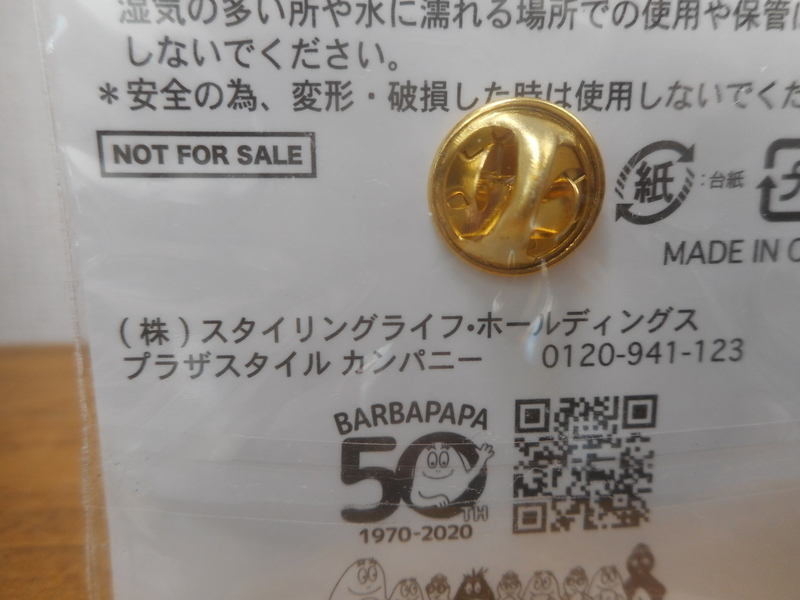 湿気の多い所や水に濡れる場所での使用や保管は
しないでください。
＊安全の為、変形・破損した時は使用しないでくだ
NOT FOR SALE
紙 :台紙
MADE IN
(株)スタイリングライフ・ホールディングス
プラザスタイル カンパニー 0120-941-123
BARBAPAPA
50TH
1970-2020